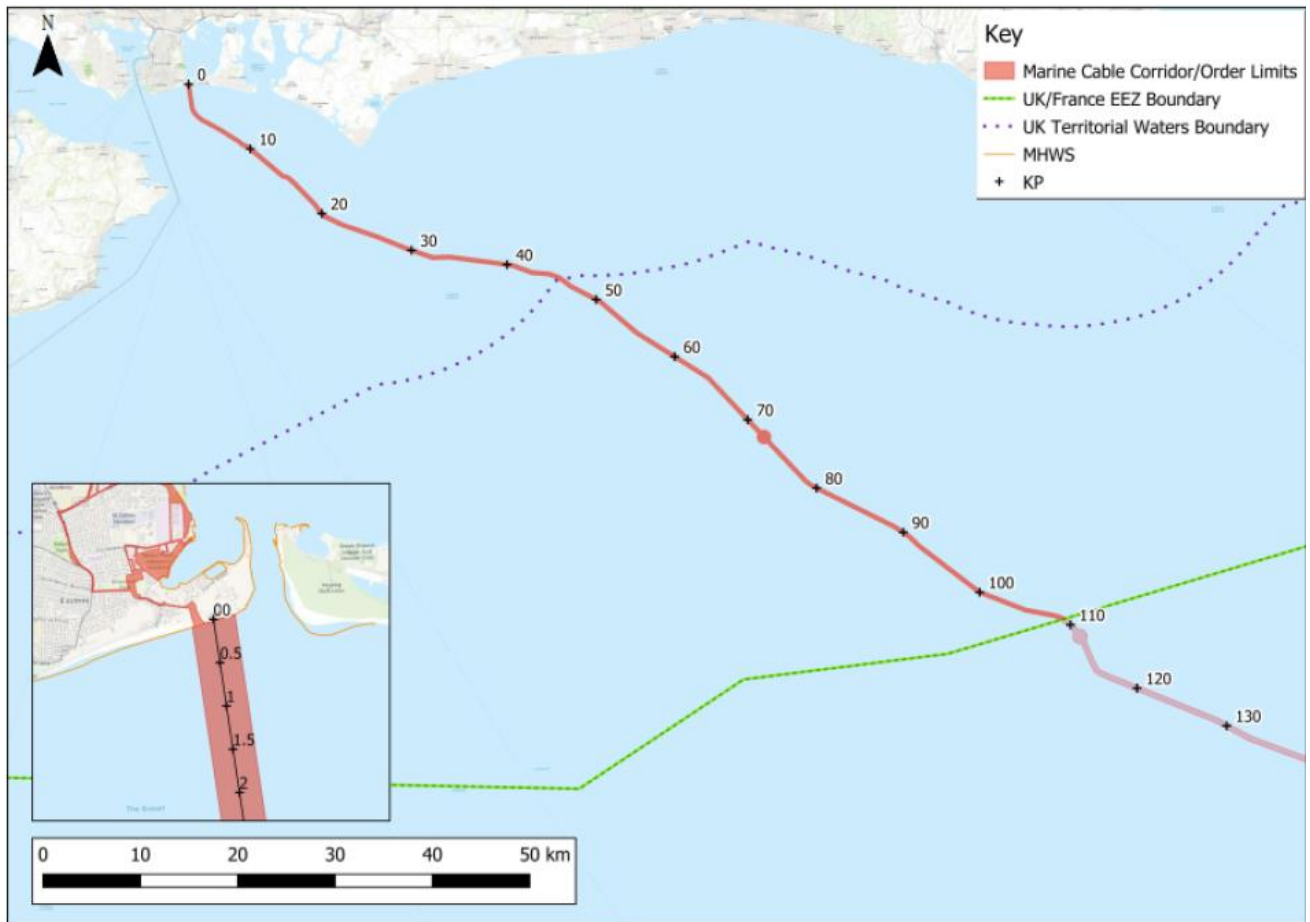 N
Key
Marine Cable Corridor/Order Limits
UK/France EEZ Boundary
UK Territorial Waters Boundary
MHWS
KP
0
10
20
30
40
50
60
70
80
90
100
110
120
130
00
0.5
1
1.5
2
0 10 20 30 40 50 km